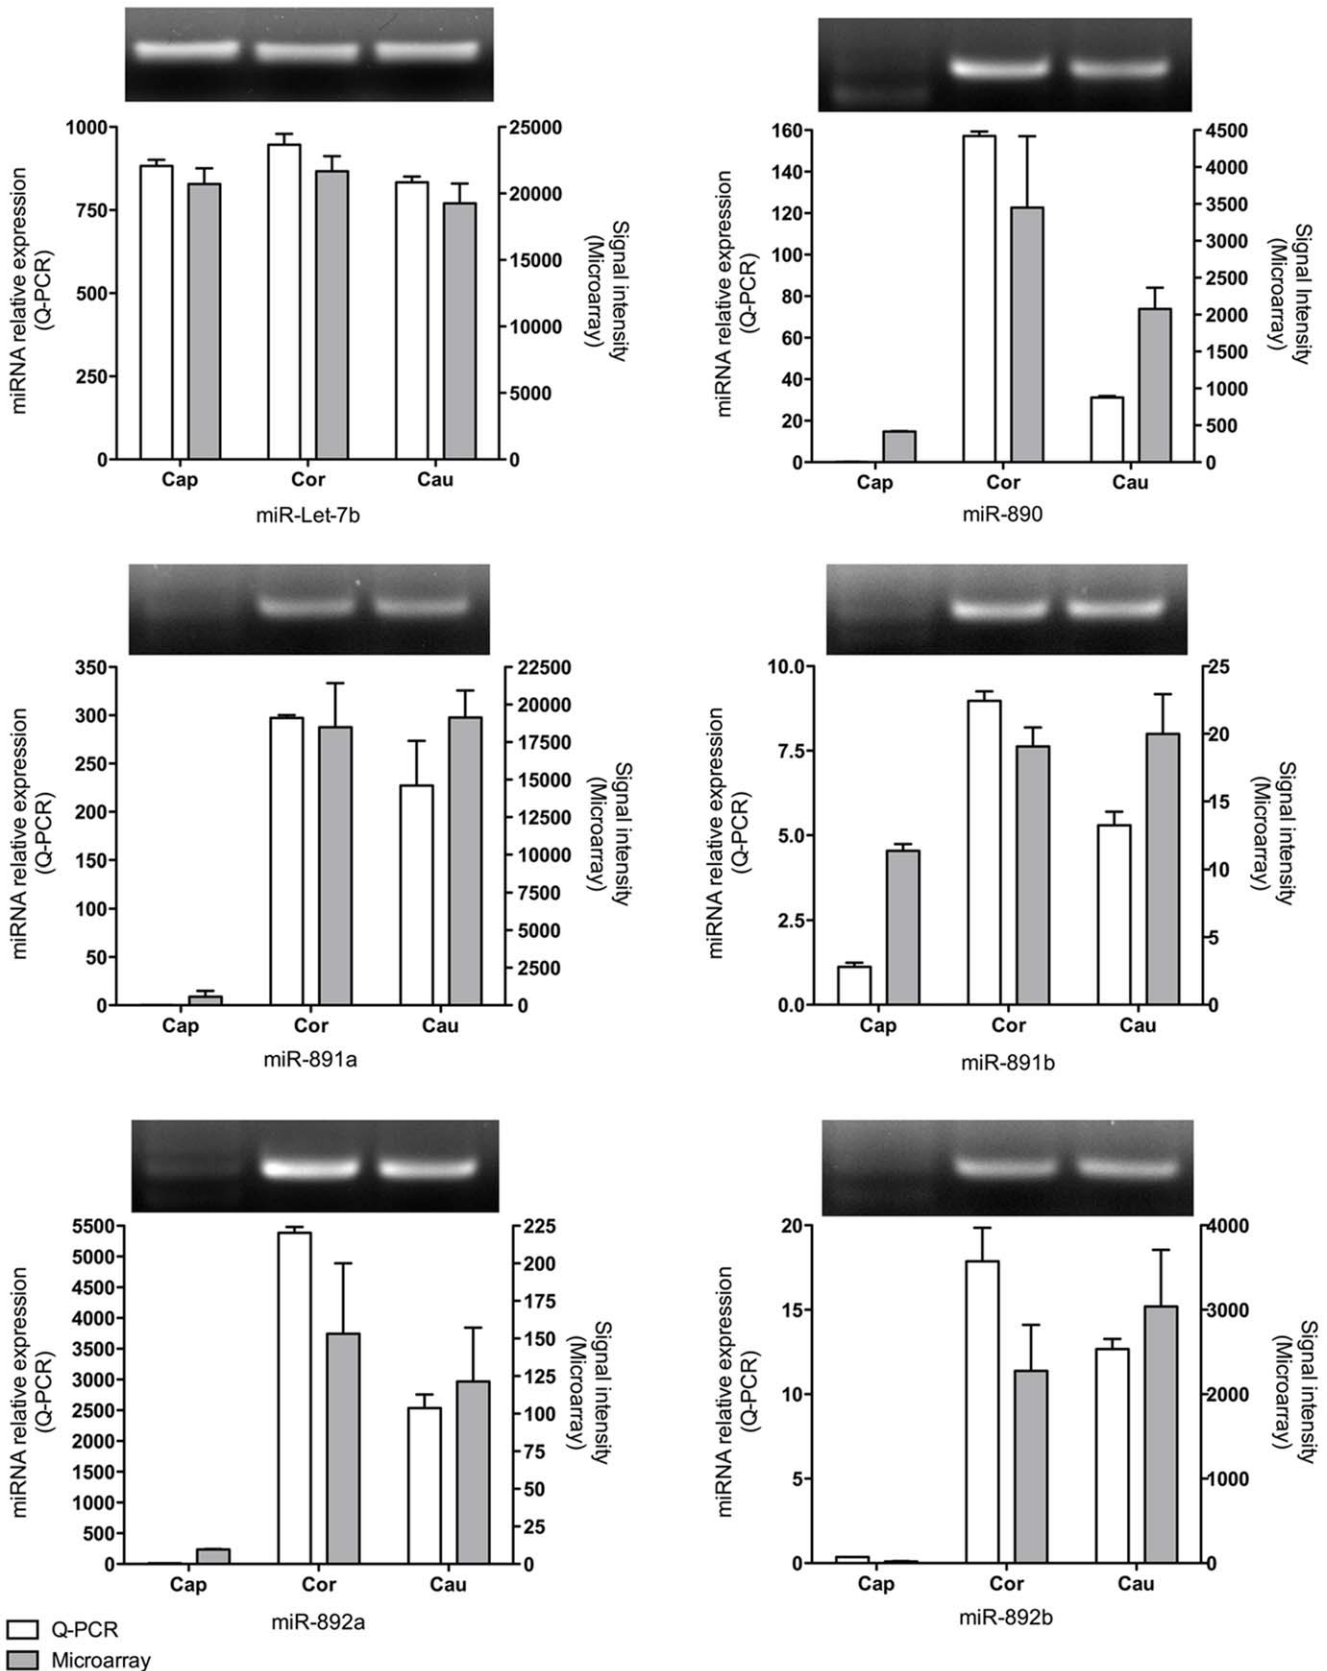 1000
750
500
250
0
miRNA relative expression
(Q-PCR)
25000
20000
15000
10000
5000
0
Signal intensity
(Microarray)
Cap Cor Cau
miR-Let-7b
160
140
120
100
80
60
40
20
0
miRNA relative expression
(Q-PCR)
4500
4000
3500
3000
2500
2000
1500
1000
500
0
Signal Intensity
(Microarray)
Cap Cor Cau
miR-890
350
300
250
200
150
100
50
0
miRNA relative expression
(Q-PCR)
22500
20000
17500
15000
12500
10000
7500
5000
2500
0
Signal intensity
(Microarray)
Cap Cor Cau
miR-891a
10.0
7.5
5.0
2.5
0.0
miRNA relative expression
(Q-PCR)
25
20
15
10
5
0
Signal intensity
(Microarray)
Cap Cor Cau
miR-891b
5500
5000
4500
4000
3500
3000
2500
2000
1500
1000
500
0
miRNA relative expression
(Q-PCR)
225
200
175
150
125
100
75
50
25
0
Signal intensity
(Microarray)
Cap Cor Cau
miR-892a
20
15
10
5
0
miRNA relative expression
(Q-PCR)
4000
3000
2000
1000
0
Signal intensity
(Microarray)
Cap Cor Cau
miR-892b
Q-PCR
Microarray